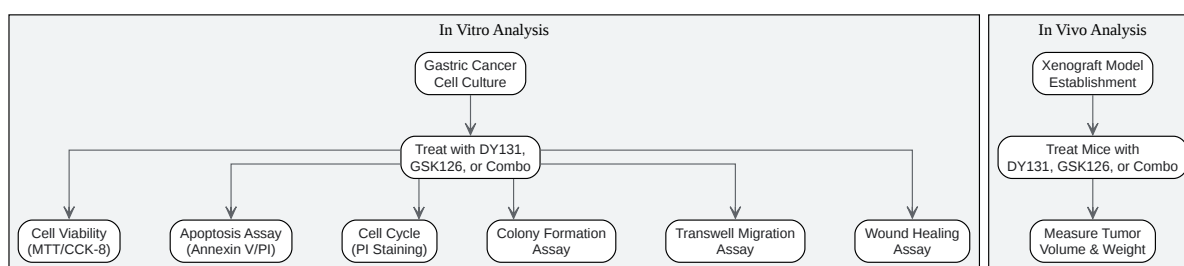 In Vitro Analysis
Gastric Cancer
Cell Culture
Treat with DY131,
GSK126, or Combo
Cell Viability
(MTT/CCK-8)
Apoptosis Assay
(Annexin V/PI)
Cell Cycle
(PI Staining)
Colony Formation
Assay
Transwell Migration
Assay
Wound Healing
Assay
In Vivo Analysis
Xenograft Model
Establishment
Treat Mice with
DY131, GSK126, or Combo
Measure Tumor
Volume & Weight